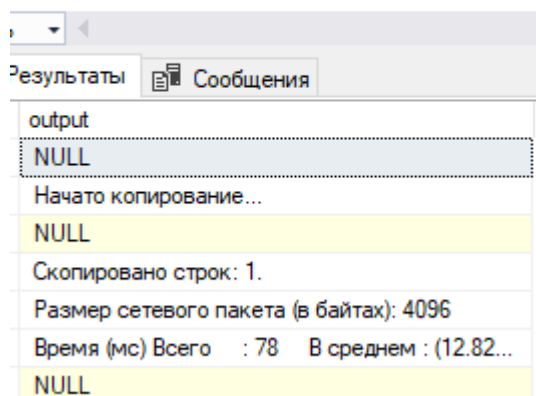 Результаты Сообщения
output
NULL
Начато копирование...
NULL
Скопировано строк: 1.
Размер сетевого пакета (в байтах): 4096
Время (мс) Всего : 78 В среднем : (12.82...
NULL